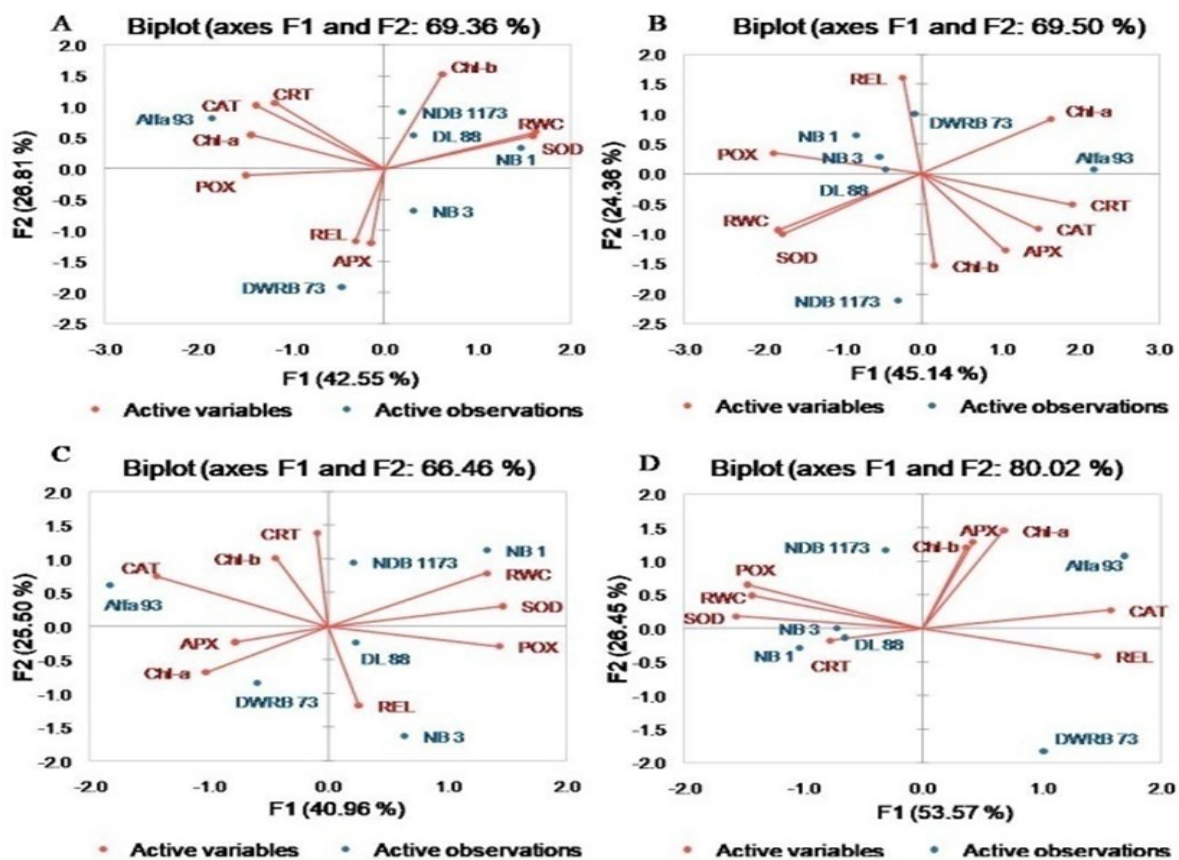 A
Biplot (axes F1 and F2: 69.36 %)
F2 (26.81 %)
2.0
1.5
1.0
0.5
0.0
-0.5
-1.0
-1.5
-2.0
-2.5
Chl-b
CRT
CAT
Alfa 93
NDB 1173
Chl-a
DL 88
RWC
SOD
NB 1
POX
NB 3
REL
APX
DWRB 73
-3.0 -2.0 -1.0 0.0 1.0 2.0
F1 (42.55 %)
Active variables Active observations
B
Biplot (axes F1 and F2: 69.50 %)
F2 (24.36 %)
2.0
1.5
1.0
0.5
0.0
-0.5
-1.0
-1.5
-2.0
-2.5
REL
Chl-a
DWRB 73
NB 1
POX
NB 3
Alfa 93
DL 88
CRT
RWC
CAT
APX
SOD
Chl-b
NDB 1173
-3.0 -2.0 -1.0 0.0 1.0 2.0 3.0
F1 (45.14 %)
Active variables Active observations
C
Biplot (axes F1 and F2: 66.46 %)
F2 (25.50 %)
2.0
1.5
1.0
0.5
0.0
-0.5
-1.0
-1.5
-2.0
CRT
Chl-b
NB 1
NDB 1173
CAT
RWC
Alfa 93
SOD
APX
POX
DL 88
Chl-a
DWRB 73
REL
NB 3
-2.0 -1.0 0.0 1.0 2.0
F1 (40.96 %)
Active variables Active observations
D
Biplot (axes F1 and F2: 80.02 %)
F2 (26.45 %)
2.0
1.5
1.0
0.5
0.0
-0.5
-1.0
-1.5
-2.0
APX
Chl-a
NDB 1173
Chl-b
Alfa 93
POX
RWC
SOD
CAT
NB 3
DL 88
NB 1
CRT
REL
DWRB 73
-2.0 -1.0 0.0 1.0 2.0
F1 (53.57 %)
Active variables Active observations